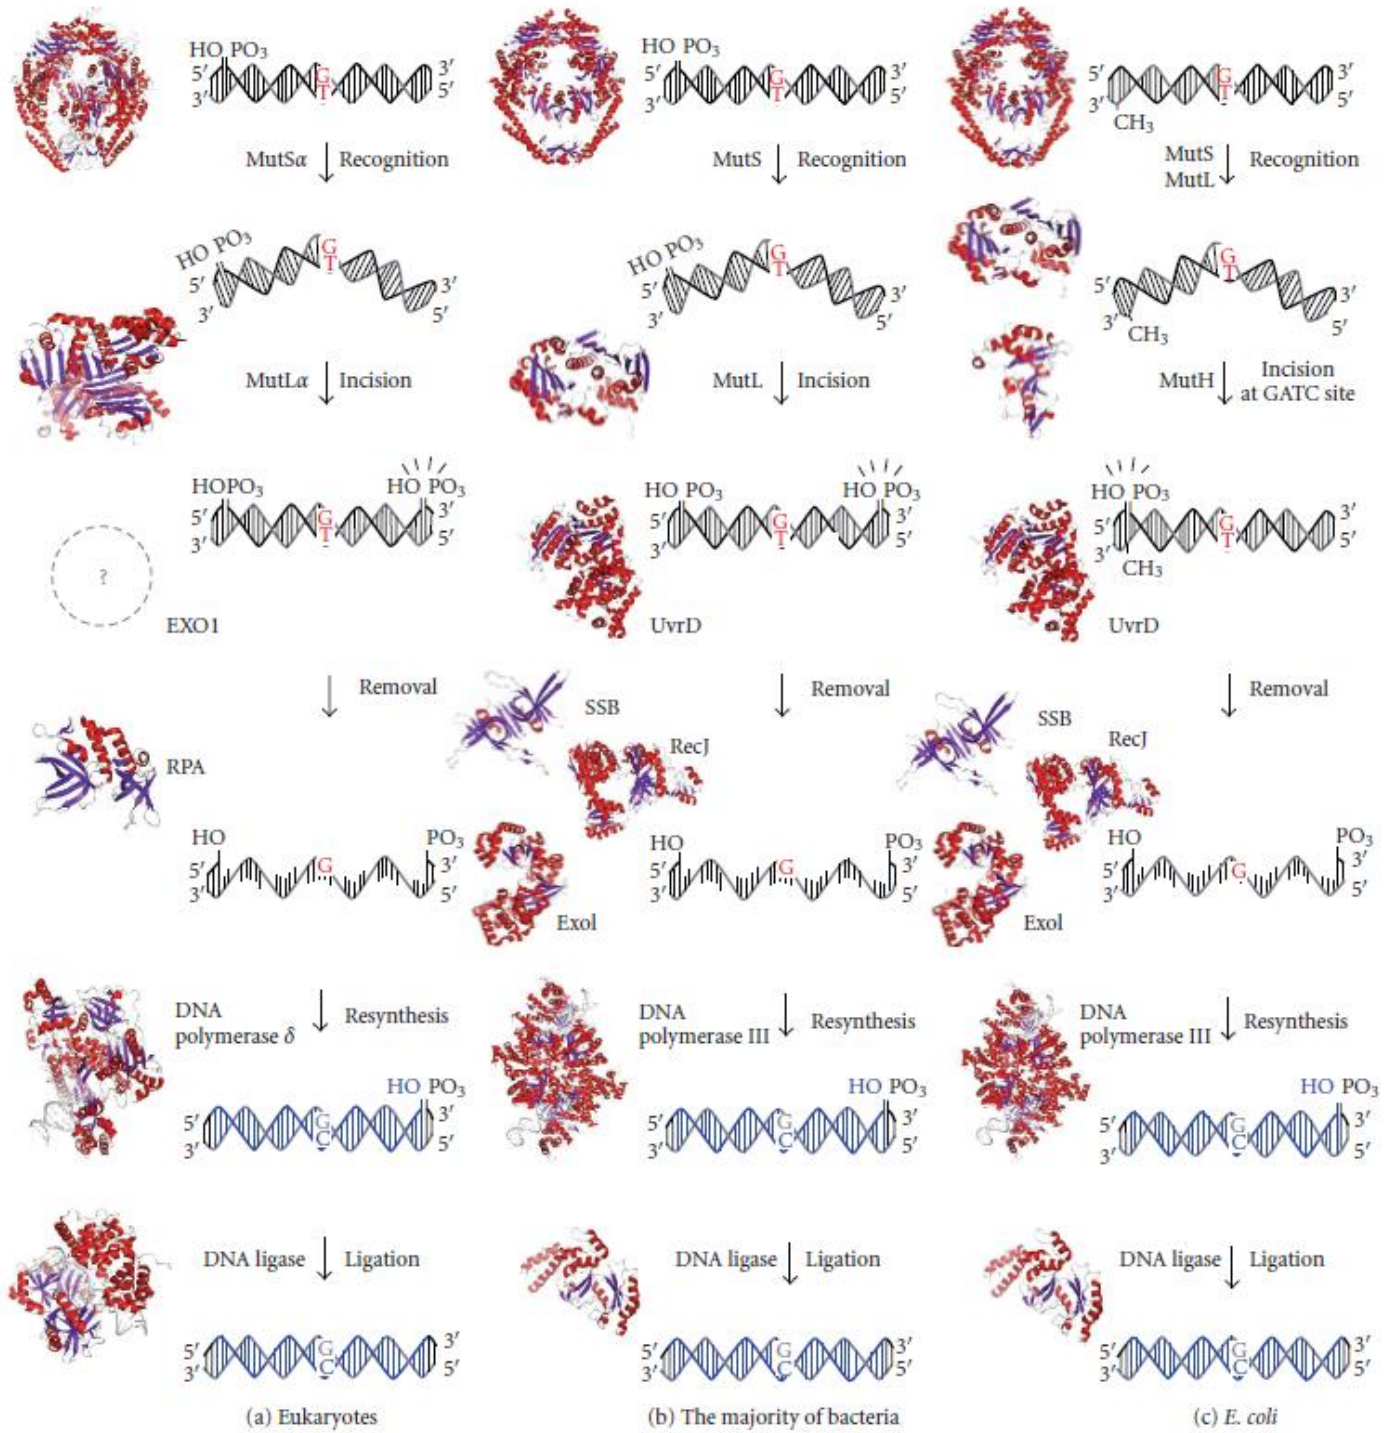 HO PO₃
5′ G 3′
3′ T 5′
MutSα Recognition
HO PO₃
5′ G 3′
3′ T 5′
MutLα Incision
HOPO₃ HO PO₃
5′ G 3′
3′ T 5′
?
EXO1
Removal
RPA
HO PO₃
5′ G 3′
3′ 5′
DNA
polymerase δ Resynthesis
HO PO₃
5′ G 3′
3′ C 5′
DNA ligase Ligation
5′ G 3′
3′ C 5′
(a) Eukaryotes
HO PO₃
5′ G 3′
3′ T 5′
MutS Recognition
HO PO₃
5′ G 3′
3′ T 5′
MutL Incision
HO PO₃ HO PO₃
5′ G 3′
3′ T 5′
UvrD
Removal
SSB
RecJ
HO PO₃
5′ G 3′
3′ 5′
ExoI
DNA
polymerase III Resynthesis
HO PO₃
5′ G 3′
3′ C 5′
DNA ligase Ligation
5′ G 3′
3′ C 5′
(b) The majority of bacteria
5′ G 3′
3′ T 5′
CH₃
MutS
MutL Recognition
5′ G 3′
3′ T 5′
CH₃
MutH Incision
at GATC site
HO PO₃
5′ G 3′
3′ T 5′
CH₃
UvrD
Removal
SSB
RecJ
HO PO₃
5′ G 3′
3′ 5′
ExoI
DNA
polymerase III Resynthesis
HO PO₃
5′ G 3′
3′ C 5′
DNA ligase Ligation
5′ G 3′
3′ C 5′
(c) E. coli